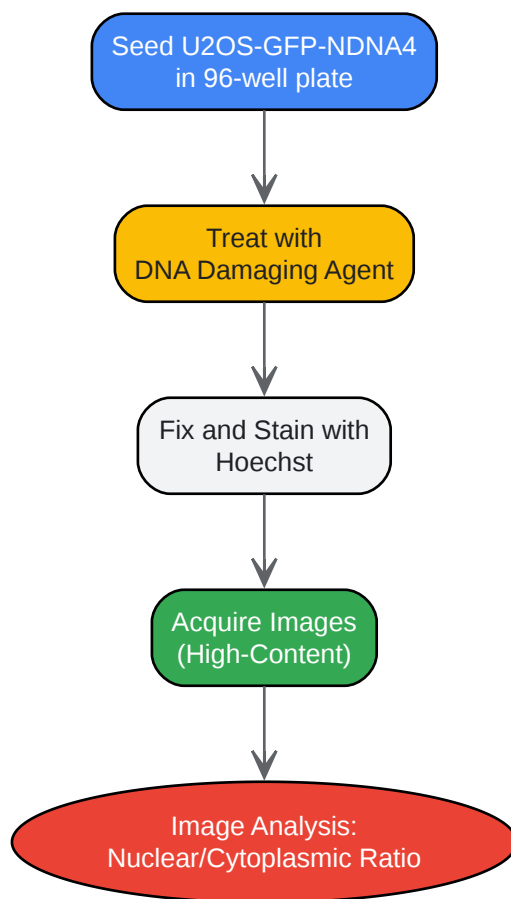 Seed U2OS-GFP-NDNA4
in 96-well plate
Treat with
DNA Damaging Agent
Fix and Stain with
Hoechst
Acquire Images
(High-Content)
Image Analysis:
Nuclear/Cytoplasmic Ratio